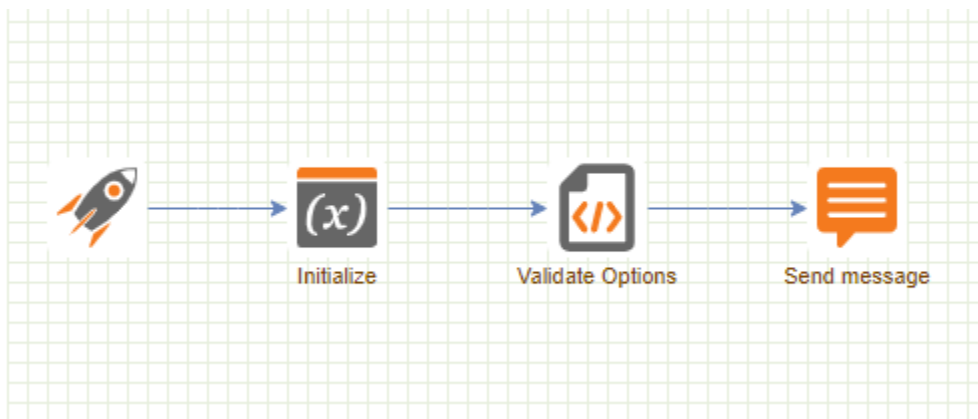 (x)
</>
Initialize
Validate Options
Send message